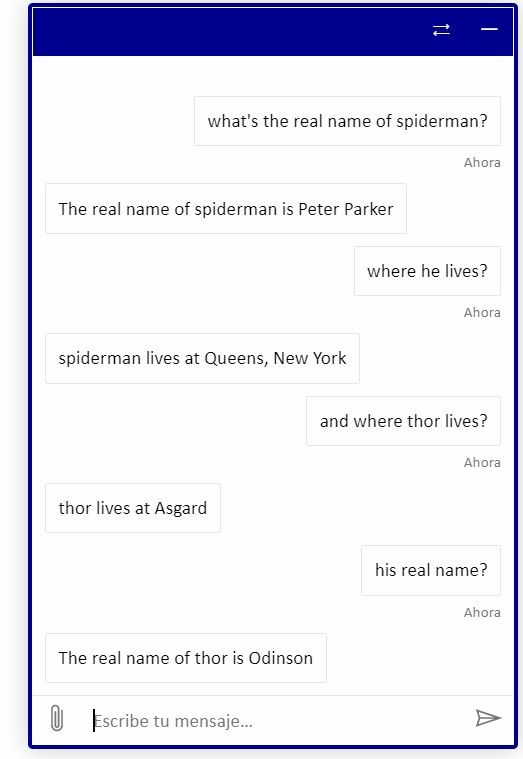 what's the real name of spiderman?
Ahora
The real name of spiderman is Peter Parker
where he lives?
Ahora
spiderman lives at Queens, New York
and where thor lives?
Ahora
thor lives at Asgard
his real name?
Ahora
The real name of thor is Odinson
Escribe tu mensaje...